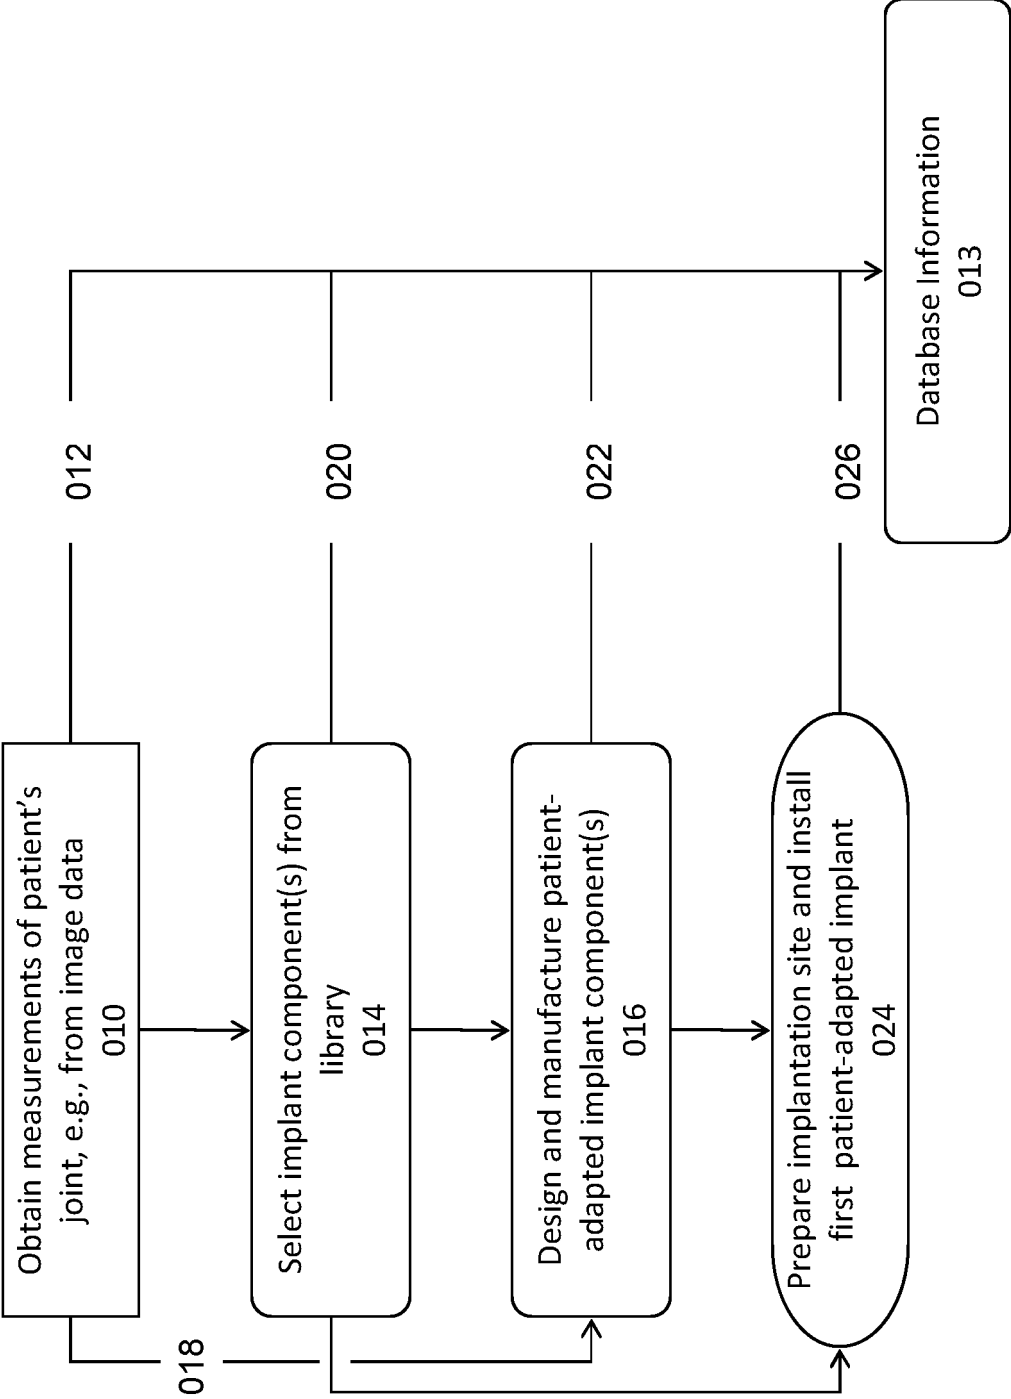 Obtain measurements of patient’s
joint, e.g., from image data
010
012
018
Select implant component(s) from
library
014
020
Design and manufacture patient-
adapted implant component(s)
016
022
Prepare implantation site and install
first patient-adapted implant
024
026
Database Information
013